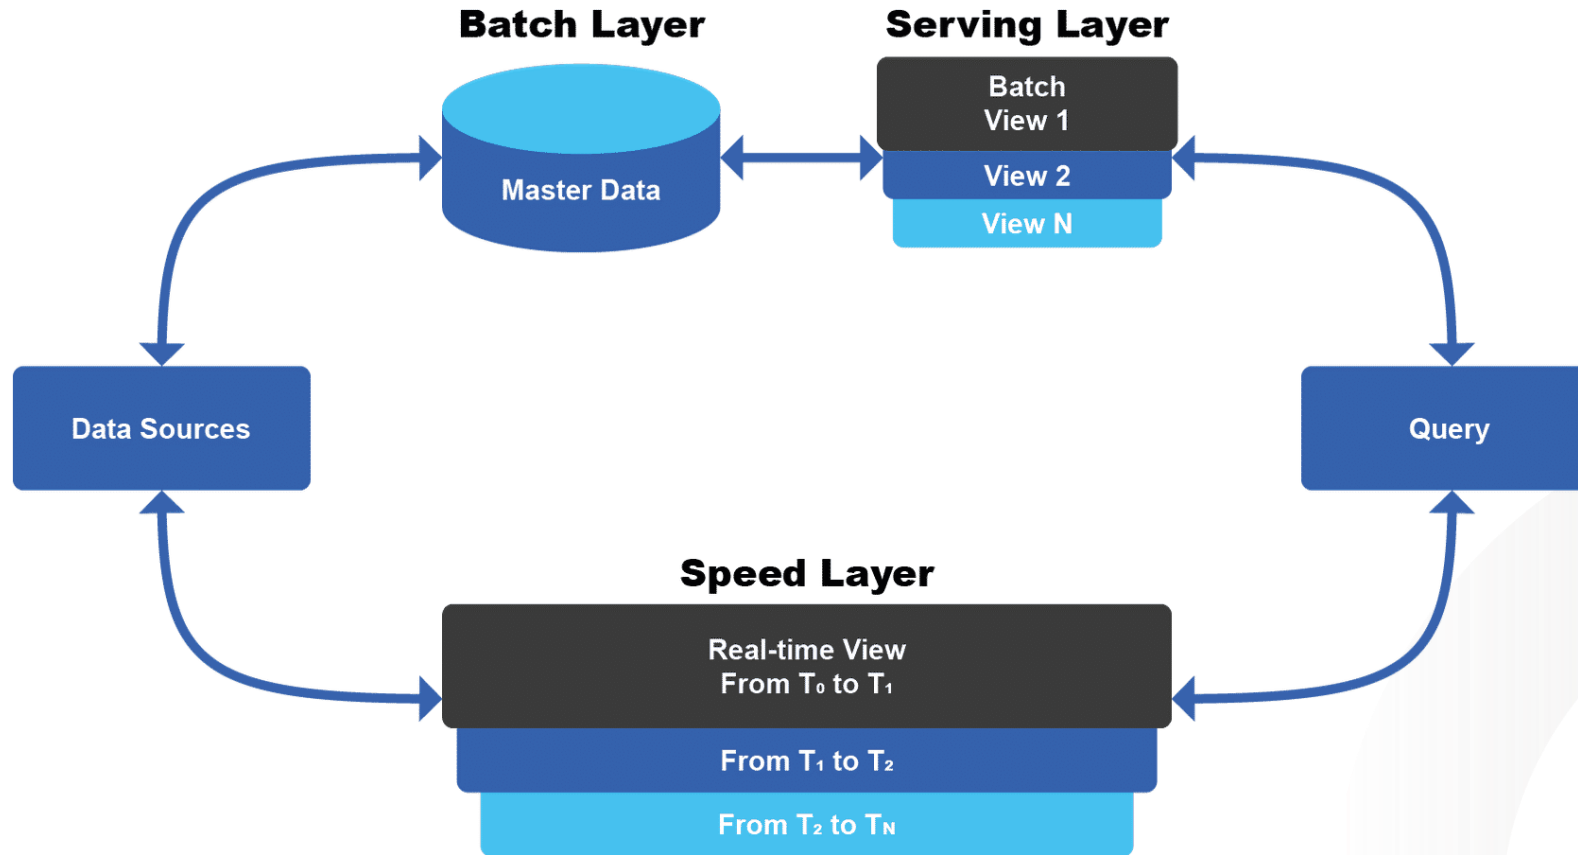 Batch Layer
Serving Layer
Batch
View 1
View 2
View N
Master Data
Data Sources
Query
Speed Layer
Real-time View
From T₀ to T₁
From T₁ to T₂
From T₂ to Tɴ